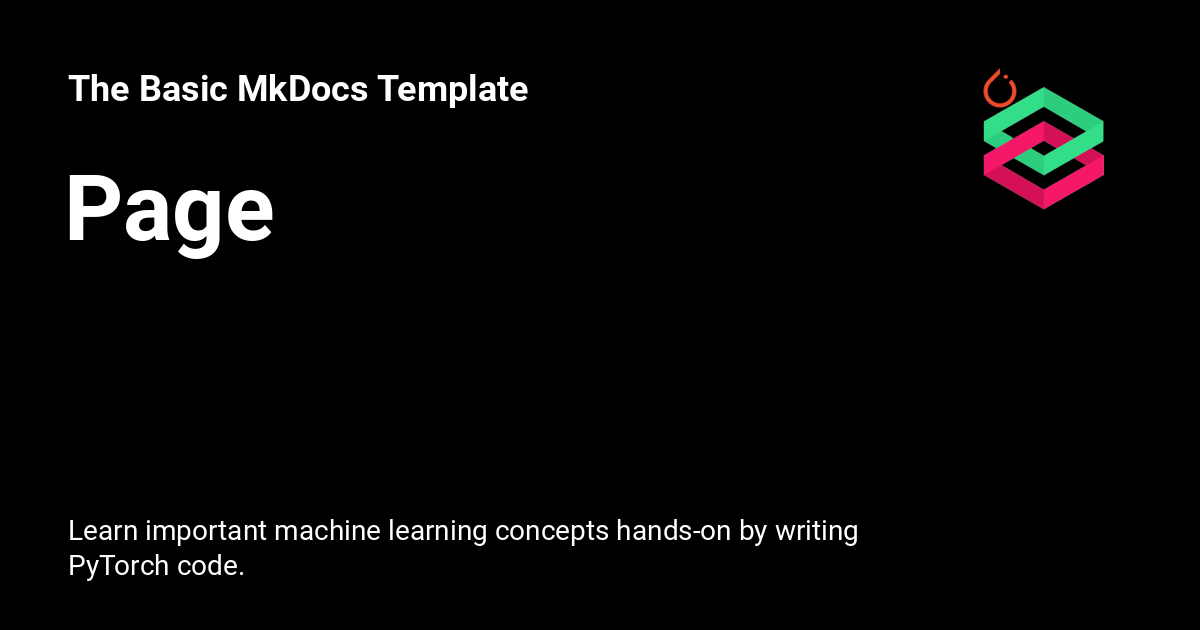 The Basic MkDocs Template
Page
Learn important machine learning concepts hands-on by writing
PyTorch code.